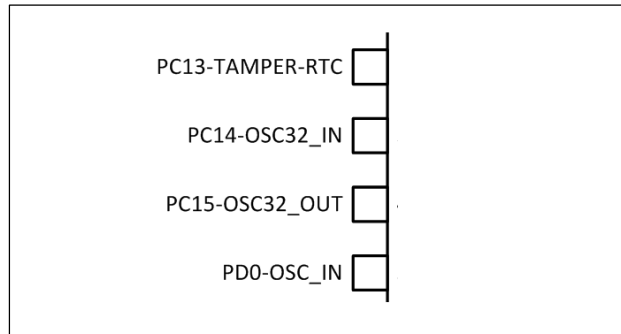 PC13-TAMPER-RTC
PC14-OSC32_IN
PC15-OSC32_OUT
PD0-OSC_IN